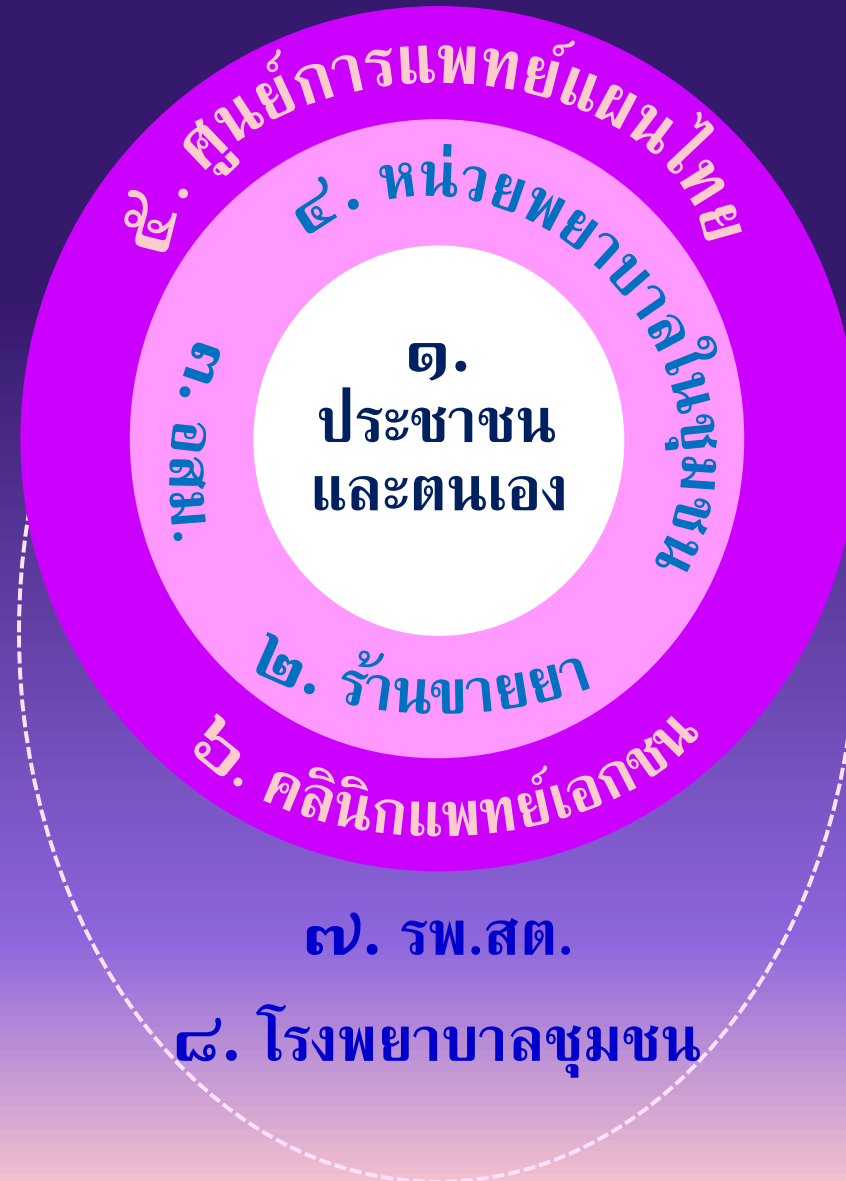 ๕. ศูนย์การแพทย์แผนไทย
๔. หน่วยพยาบาลในชุมชน
๑.
ประชาชน
และตนเอง
๓. อสม.
๒. ร้านขายยา
๖. คลินิกแพทย์เอกชน
๗. รพ.สต.
๘. โรงพยาบาลชุมชน